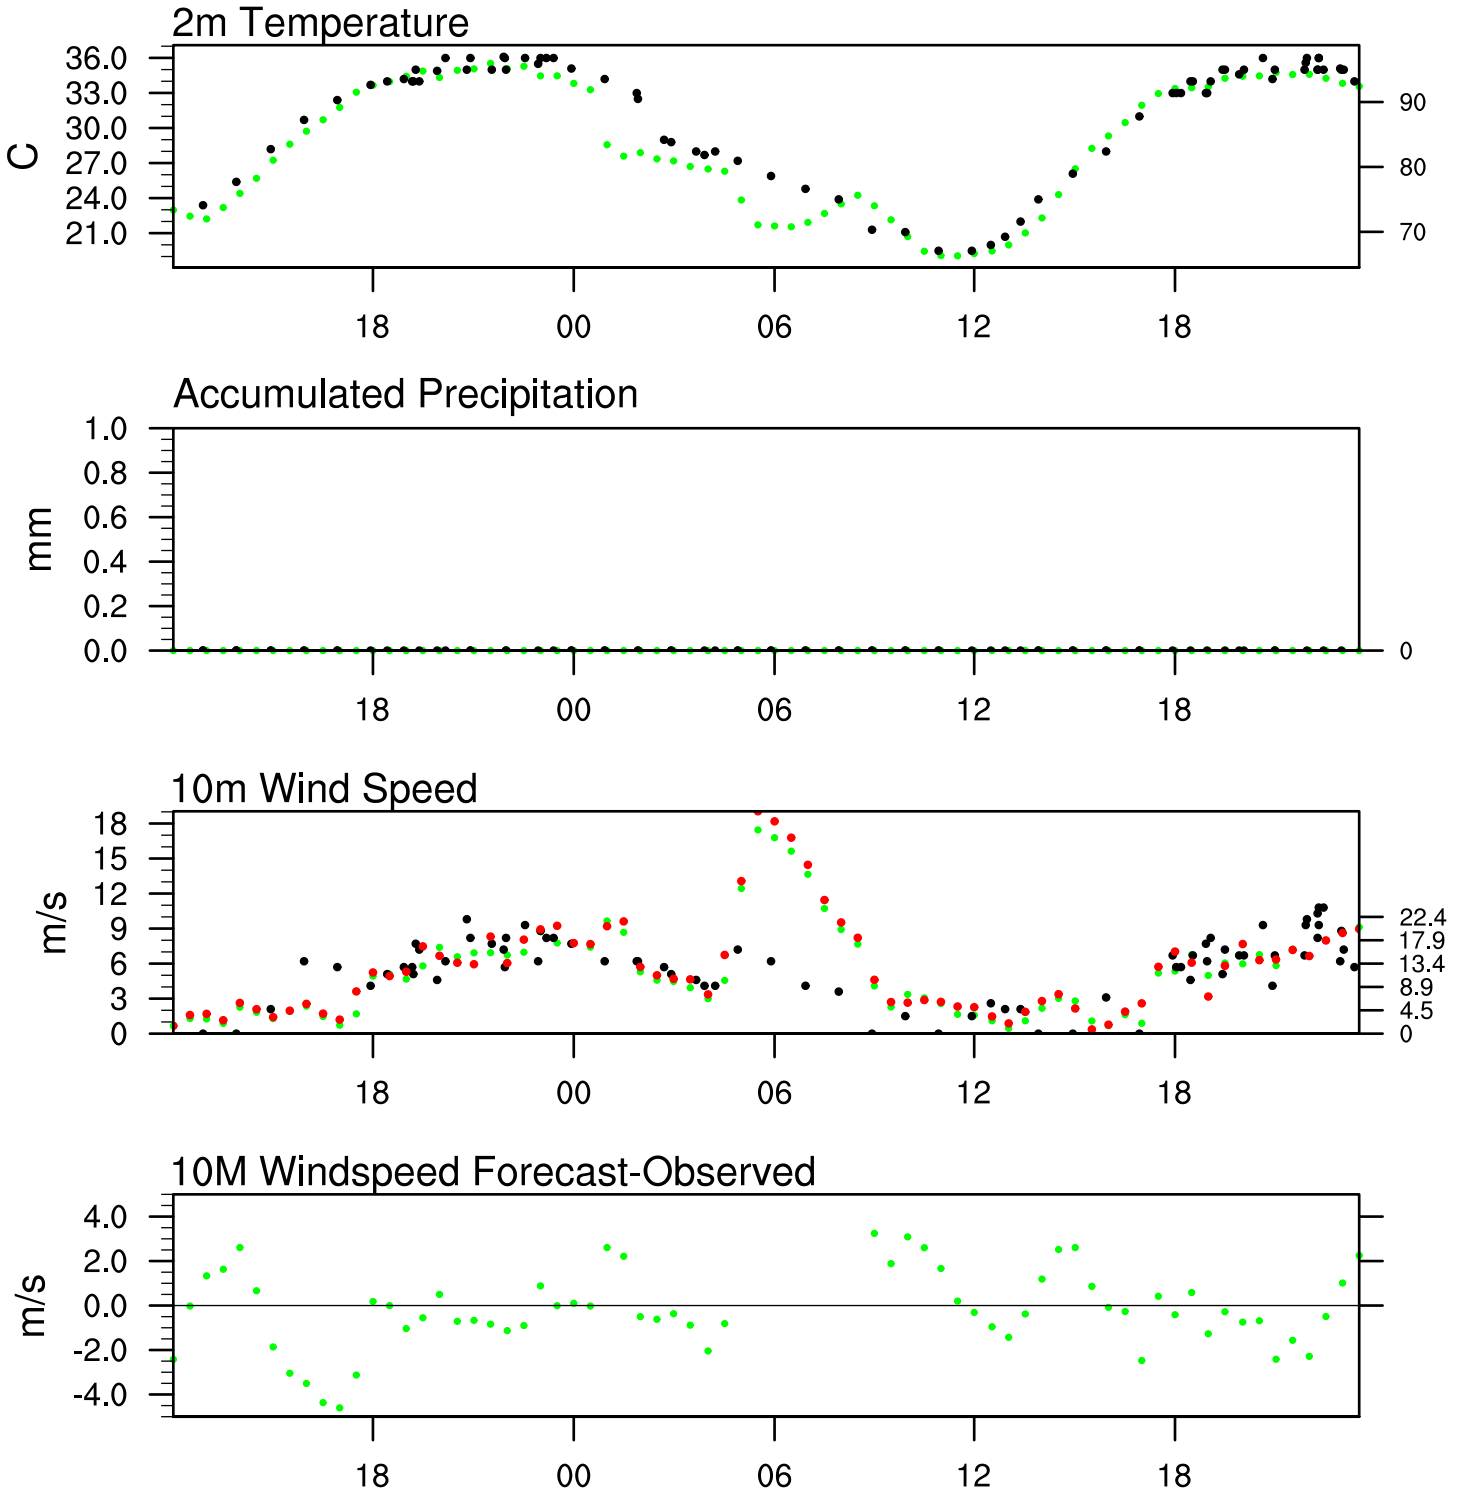 2m Temperature
36.0
33.0
30.0
27.0
24.0
21.0
C
90
80
70
18 00 06 12 18
Accumulated Precipitation
1.0
0.8
0.6
0.4
0.2
0.0
mm
0
18 00 06 12 18
10m Wind Speed
18
15
12
9
6
3
0
m/s
22.4
17.9
13.4
8.9
4.5
0
18 00 06 12 18
10M Windspeed Forecast-Observed
4.0
2.0
0.0
-2.0
-4.0
m/s
18 00 06 12 18